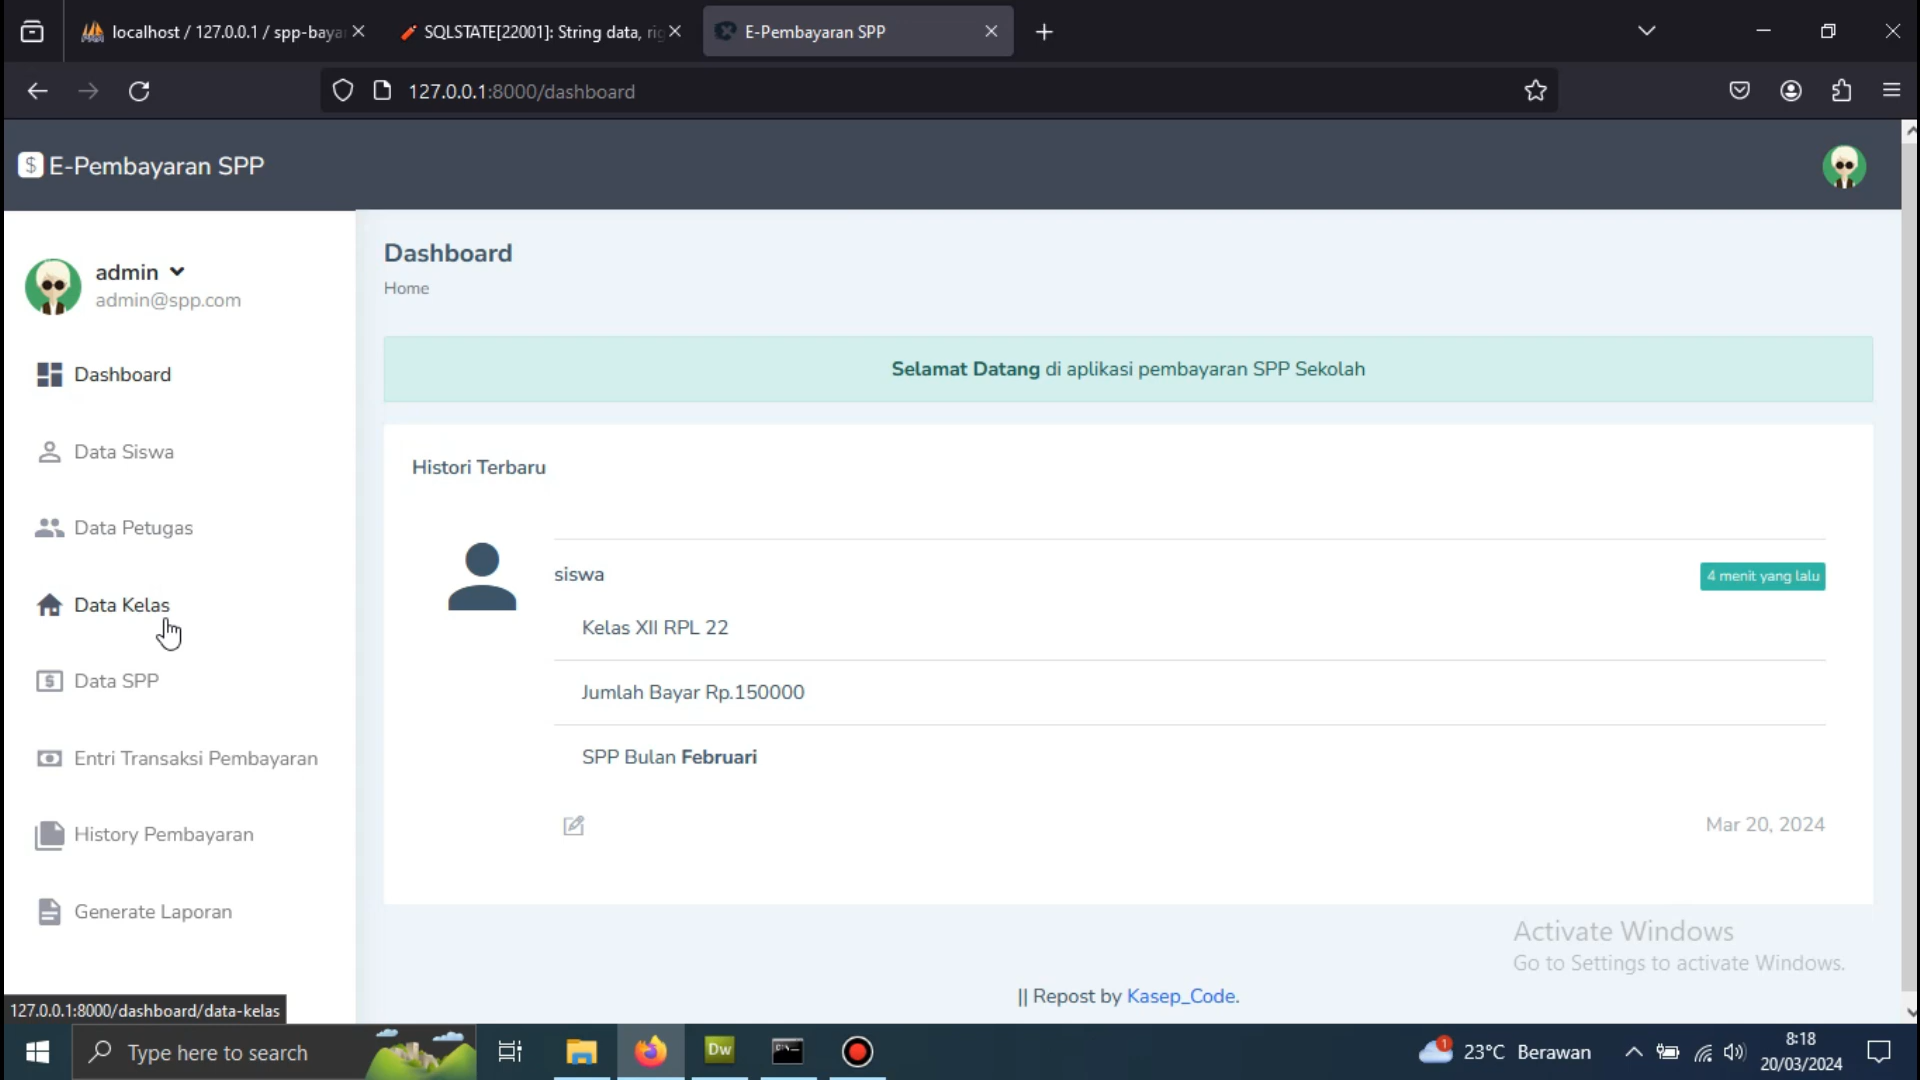 localhost / 127.0.0.1 / spp-baya
SQLSTATE[22001]: String data, rig
E-Pembayaran SPP
127.0.0.1:8000/dashboard
$ E-Pembayaran SPP
admin
admin@spp.com
Dashboard
Data Siswa
Data Petugas
Data Kelas
Data SPP
Entri Transaksi Pembayaran
History Pembayaran
Generate Laporan
Dashboard
Home
Selamat Datang di aplikasi pembayaran SPP Sekolah
Histori Terbaru
siswa
4 menit yang lalu
Kelas XII RPL 22
Jumlah Bayar Rp.150000
SPP Bulan Februari
Mar 20, 2024
Activate Windows
Go to Settings to activate Windows.
|| Repost by Kasep_Code.
127.0.0.1:8000/dashboard/data-kelas
Type here to search
Dw
1
23°C Berawan
8:18
20/03/2024